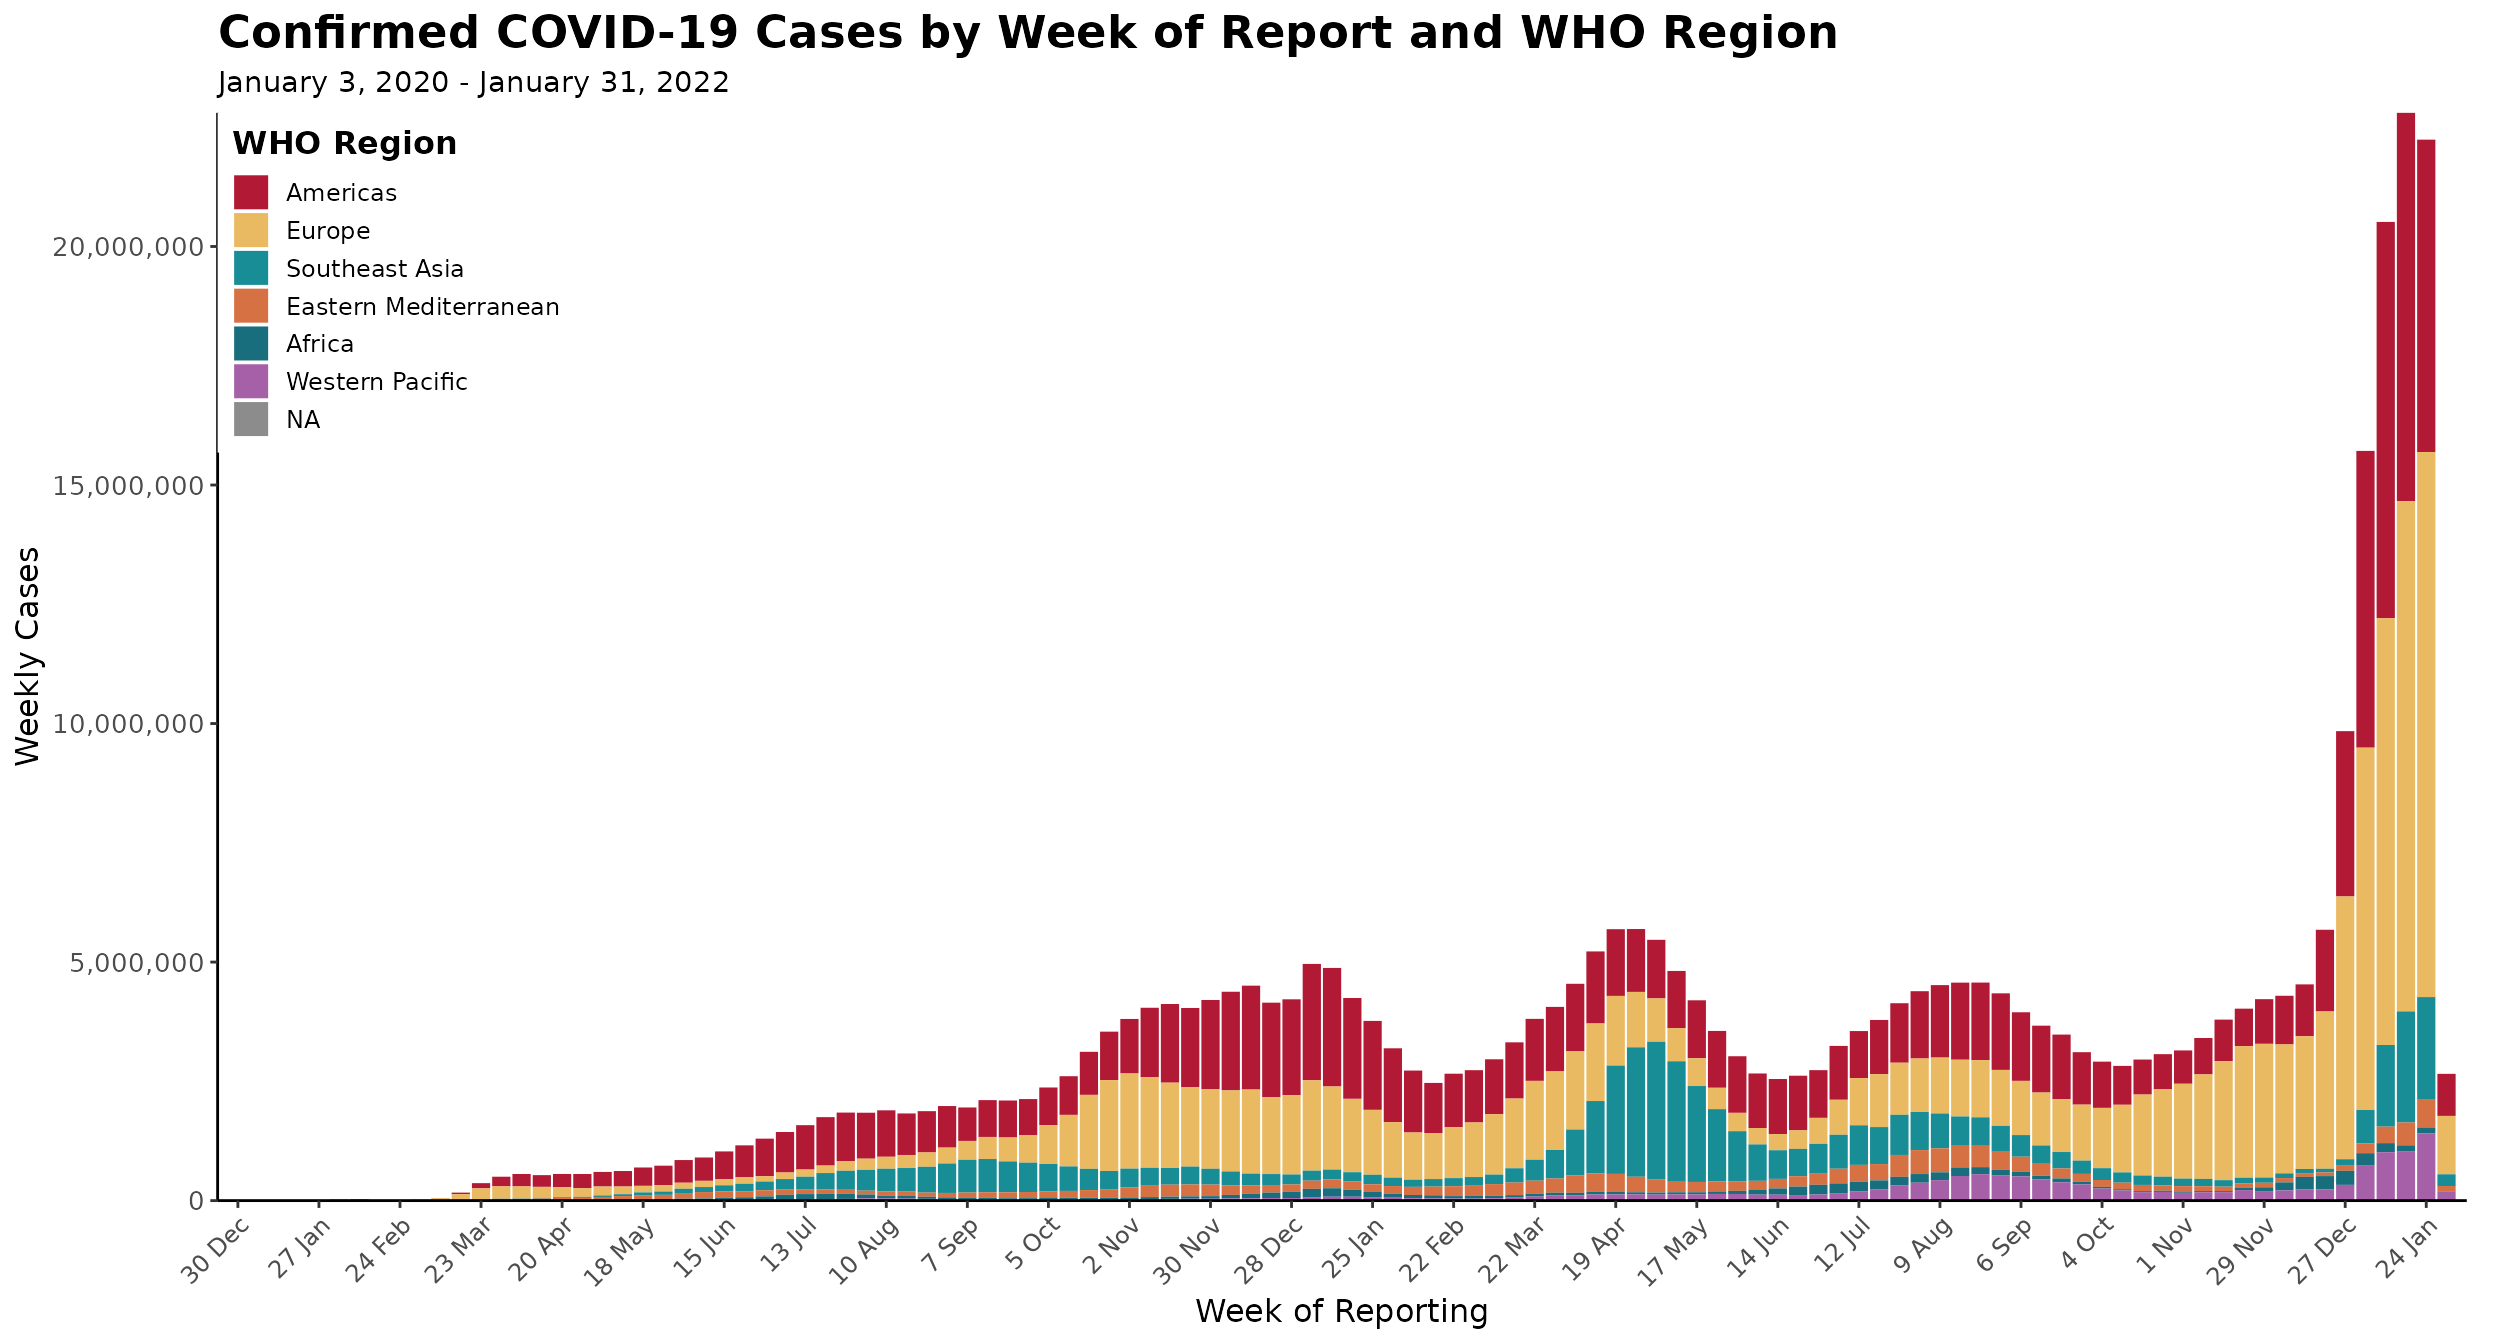 Confirmed COVID-19 Cases by Week of Report and WHO Region
January 3, 2020 - January 31, 2022
WHO Region
Americas
Europe
Southeast Asia
Eastern Mediterranean
Africa
Western Pacific
NA
Weekly Cases
20,000,000
15,000,000
10,000,000
5,000,000
0
30 Dec
27 Jan
24 Feb
23 Mar
20 Apr
18 May
15 Jun
13 Jul
10 Aug
7 Sep
5 Oct
2 Nov
30 Nov
28 Dec
25 Jan
22 Feb
22 Mar
19 Apr
17 May
14 Jun
12 Jul
9 Aug
6 Sep
4 Oct
1 Nov
29 Nov
27 Dec
24 Jan
Week of Reporting